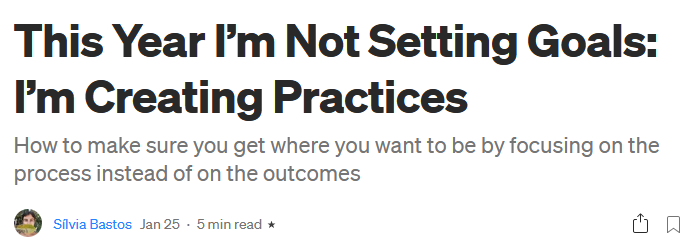 This Year I'm Not Setting Goals:
I'm Creating Practices
How to make sure you get where you want to be by focusing on the
process instead of on the outcomes
Sílvia Bastos Jan 25 · 5 min read ★